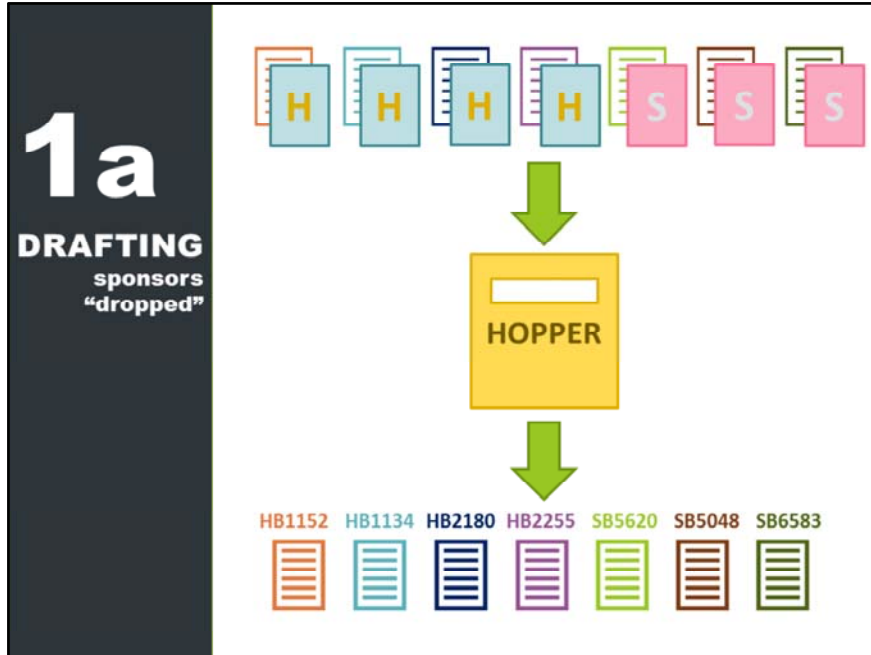 1a
DRAFTING
sponsors
“dropped”
H H H H S S S
HOPPER
HB1152 HB1134 HB2180 HB2255 SB5620 SB5048 SB6583